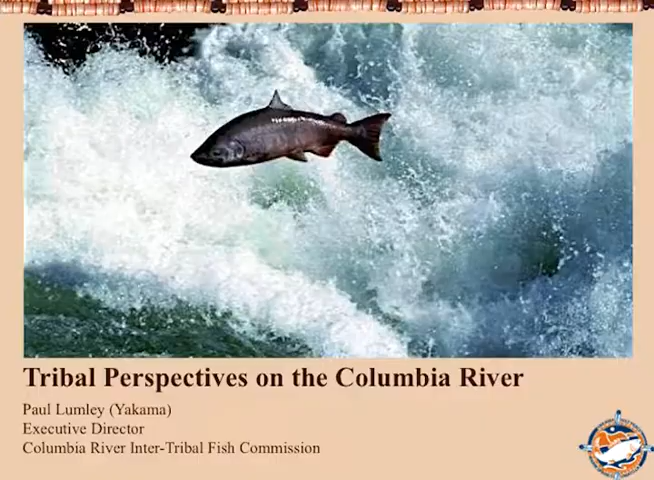 Tribal Perspectives on the Columbia River
Paul Lumley (Yakama)
Executive Director
Columbia River Inter-Tribal Fish Commission